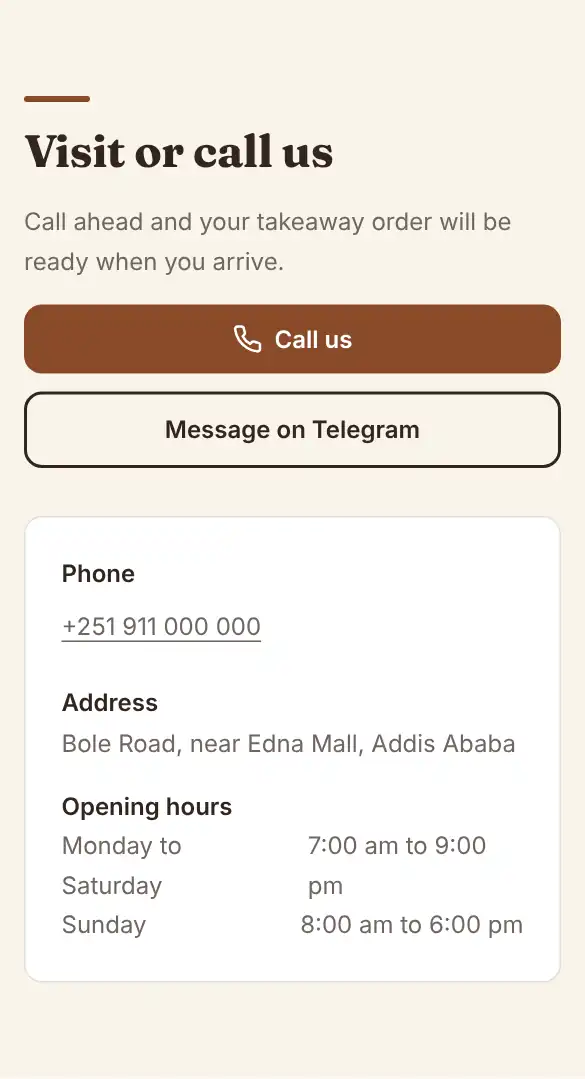 Visit or call us
Call ahead and your takeaway order will be
ready when you arrive.
Call us
Message on Telegram
Phone
+251 911 000 000
Address
Bole Road, near Edna Mall, Addis Ababa
Opening hours
Monday to 7:00 am to 9:00
Saturday pm
Sunday 8:00 am to 6:00 pm